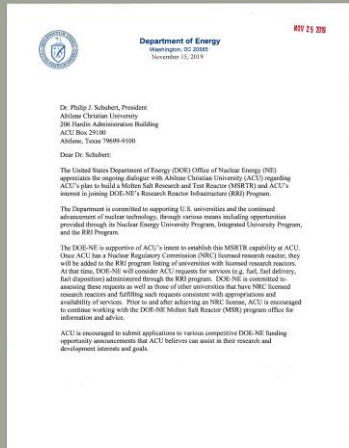 NOV 25 2019
Department of Energy
Washington, DC 20585
November 15, 2019
Dr. Philip J. Schubert, President
Abilene Christian University
206 Hardin Administration Building
ACU Box 29100
Abilene, Texas 79699-9100
Dear Dr. Schubert:
The United States Department of Energy (DOE) Office of Nuclear Energy (NE)
appreciates the ongoing dialogue with Abilene Christian University (ACU) regarding
ACU's plan to build a Molten Salt Research and Test Reactor (MSRTR) and ACU's
interest in joining DOE-NE's Research Reactor Infrastructure (RRI) Program.
The Department is committed to supporting U.S. universities and the continued
advancement of nuclear technology, through various means including opportunities
provided through its Nuclear Energy University Program, Integrated University Program,
and the RRI Program.
The DOE-NE is supportive of ACU's intent to establish this MSRTR capability at ACU.
Once ACU has a Nuclear Regulatory Commission (NRC) licensed research reactor, they
will be added to the RRI program listing of universities with licensed research reactors.
At that time, DOE-NE will consider ACU requests for services (e.g. fuel, fuel delivery,
fuel disposition) administered through the RRI program. DOE-NE is committed to
assessing these requests as well as those of other universities that have NRC licensed
research reactors and fulfilling such requests consistent with appropriations and
availability of services. Prior to and after achieving an NRC license, ACU is encouraged
to continue working with the DOE-NE Molten Salt Reactor (MSR) program office for
information and advice.
ACU is encouraged to submit applications to various competitive DOE-NE funding
opportunity announcements that ACU believes can assist in their research and
development interests and goals.